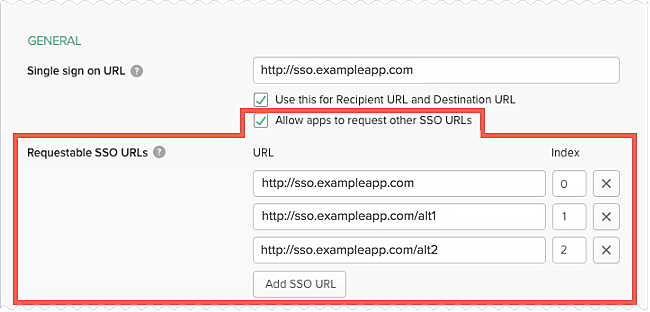 GENERAL
Single sign on URL ? http://sso.exampleapp.com
Use this for Recipient URL and Destination URL
Allow apps to request other SSO URLs
Requestable SSO URLs ? URL Index
http://sso.exampleapp.com 0
http://sso.exampleapp.com/alt1 1
http://sso.exampleapp.com/alt2 2
Add SSO URL